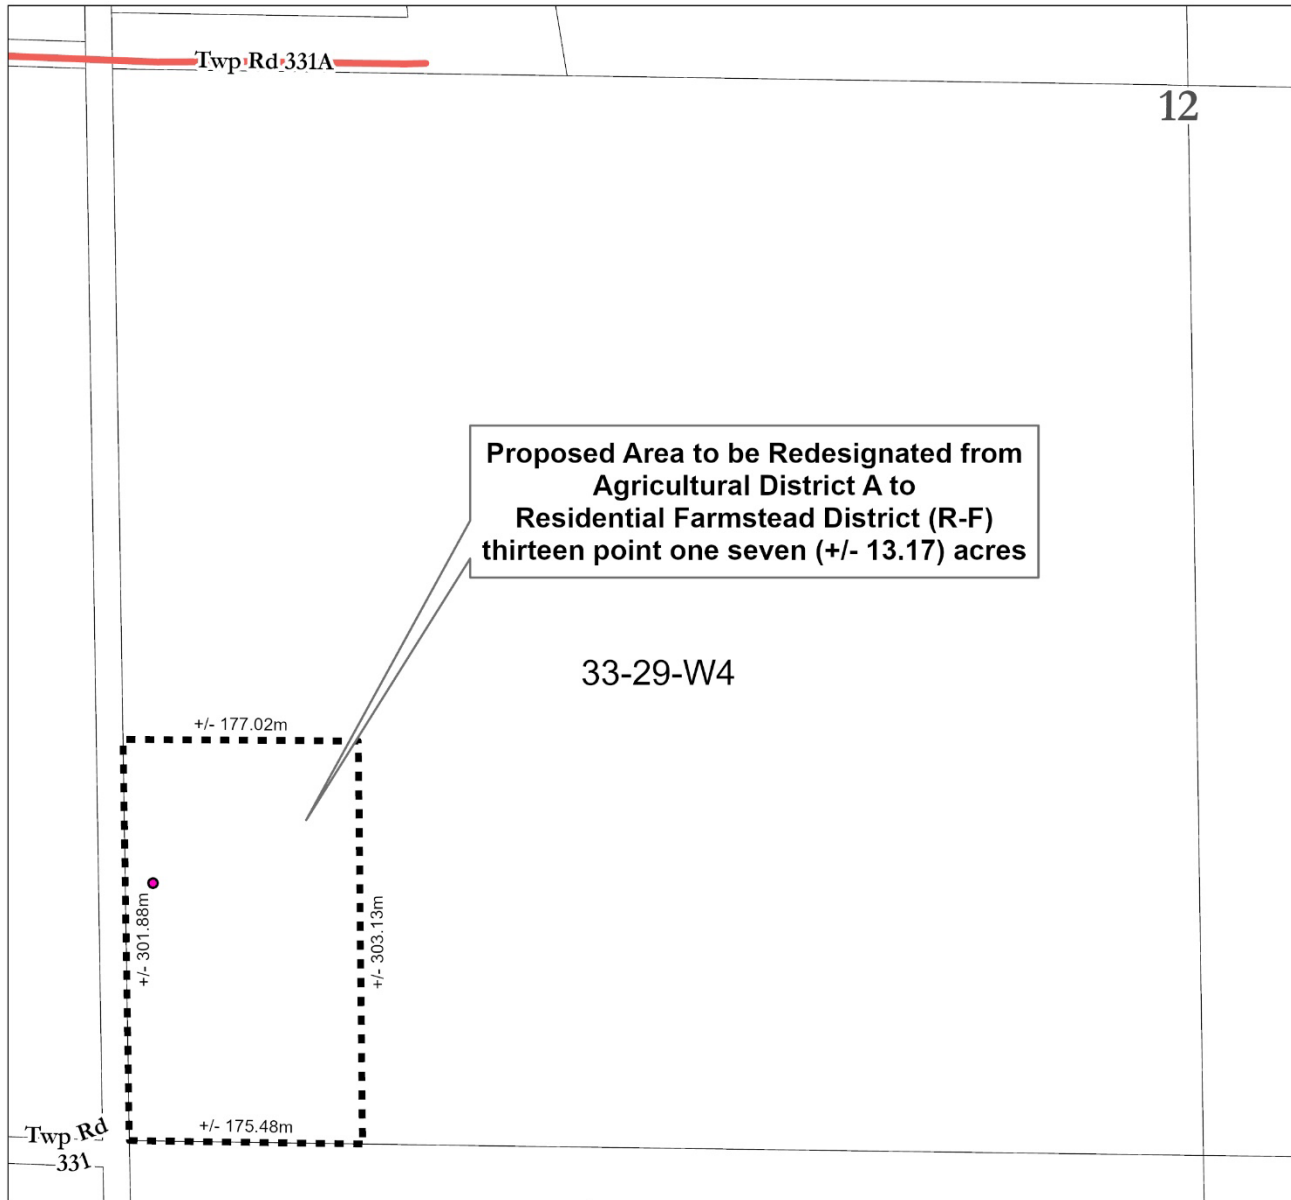 Twp Rd 331A
12
Proposed Area to be Redesignated from
Agricultural District A to
Residential Farmstead District (R-F)
thirteen point one seven (+/- 13.17) acres
33-29-W4
+/- 177.02m
+/- 301.88m
+/- 303.13m
+/- 175.48m
Twp Rd
331